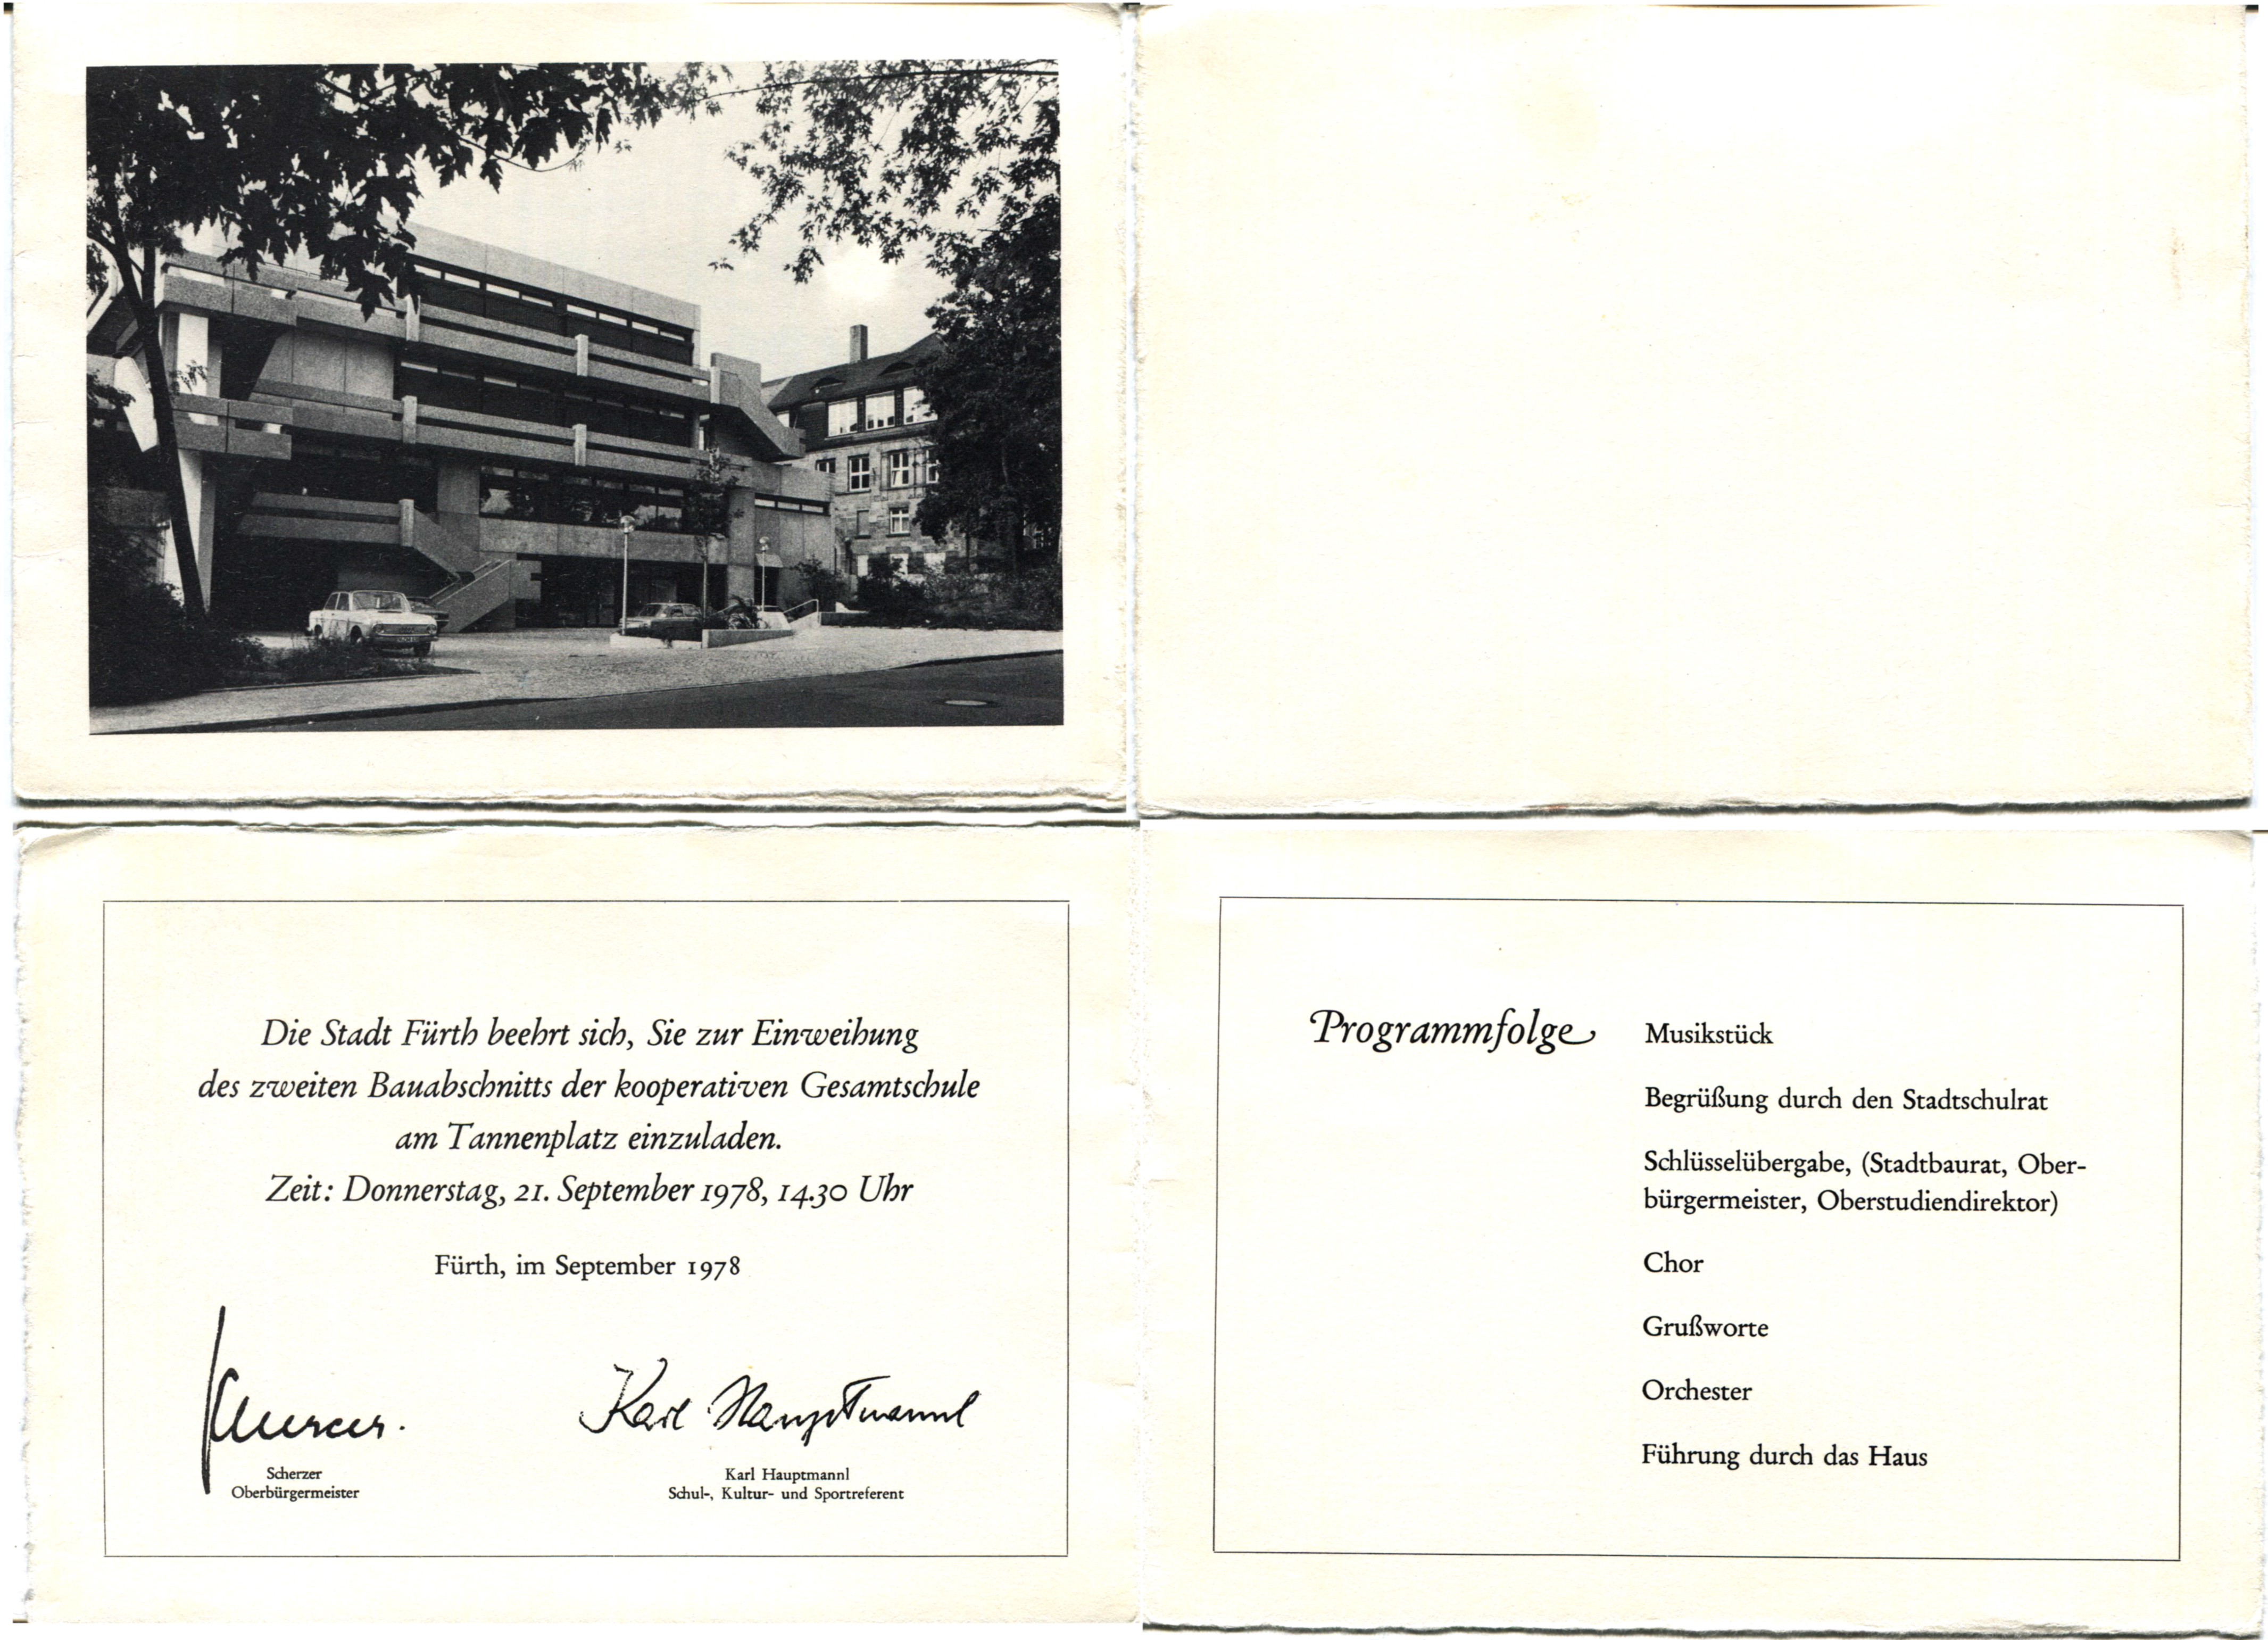 Die Stadt Fürth beehrt sich, Sie zur Einweihung
des zweiten Bauabschnitts der kooperativen Gesamtschule
am Tannenplatz einzuladen.
Zeit: Donnerstag, 21. September 1978, 14.30 Uhr
Fürth, im September 1978
Karl Hauptmannl
Scherzer
Oberbürgermeister
Karl Hauptmannl
Schul-, Kultur- und Sportreferent
Programmfolge
Musikstück
Begrüßung durch den Stadtschulrat
Schlüsselübergabe, (Stadtbaurat, Ober-
bürgermeister, Oberstudiendirektor)
Chor
Grußworte
Orchester
Führung durch das Haus